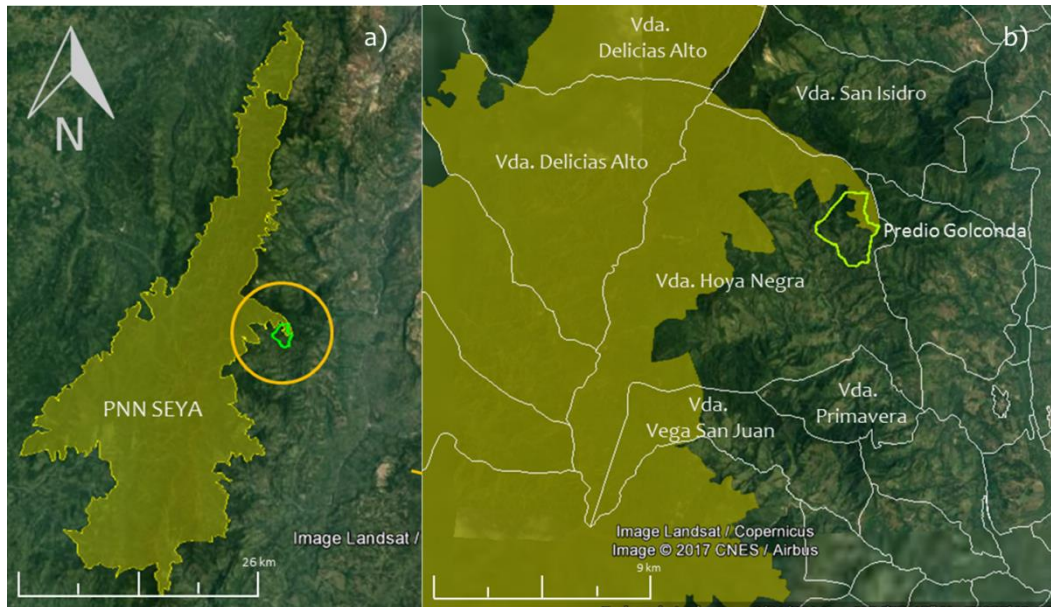 a)
N
PNN SEYA
Image Landsat /
26 km
b)
Vda.
Delicias Alto
Vda. San Isidro
Vda. Delicias Alto
Predio Golconda
Vda. Hoya Negra
Vda.
Primavera
Vda.
Vega San Juan
Image Landsat / Copernicus
Image © 2017 CNES / Airbus
9 km